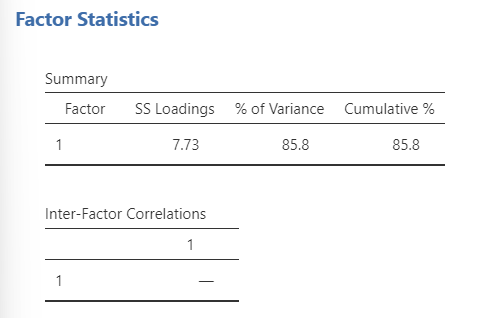 Factor Statistics
Summary
Factor SS Loadings % of Variance Cumulative %
1 7.73 85.8 85.8
Inter-Factor Correlations
1
1 —